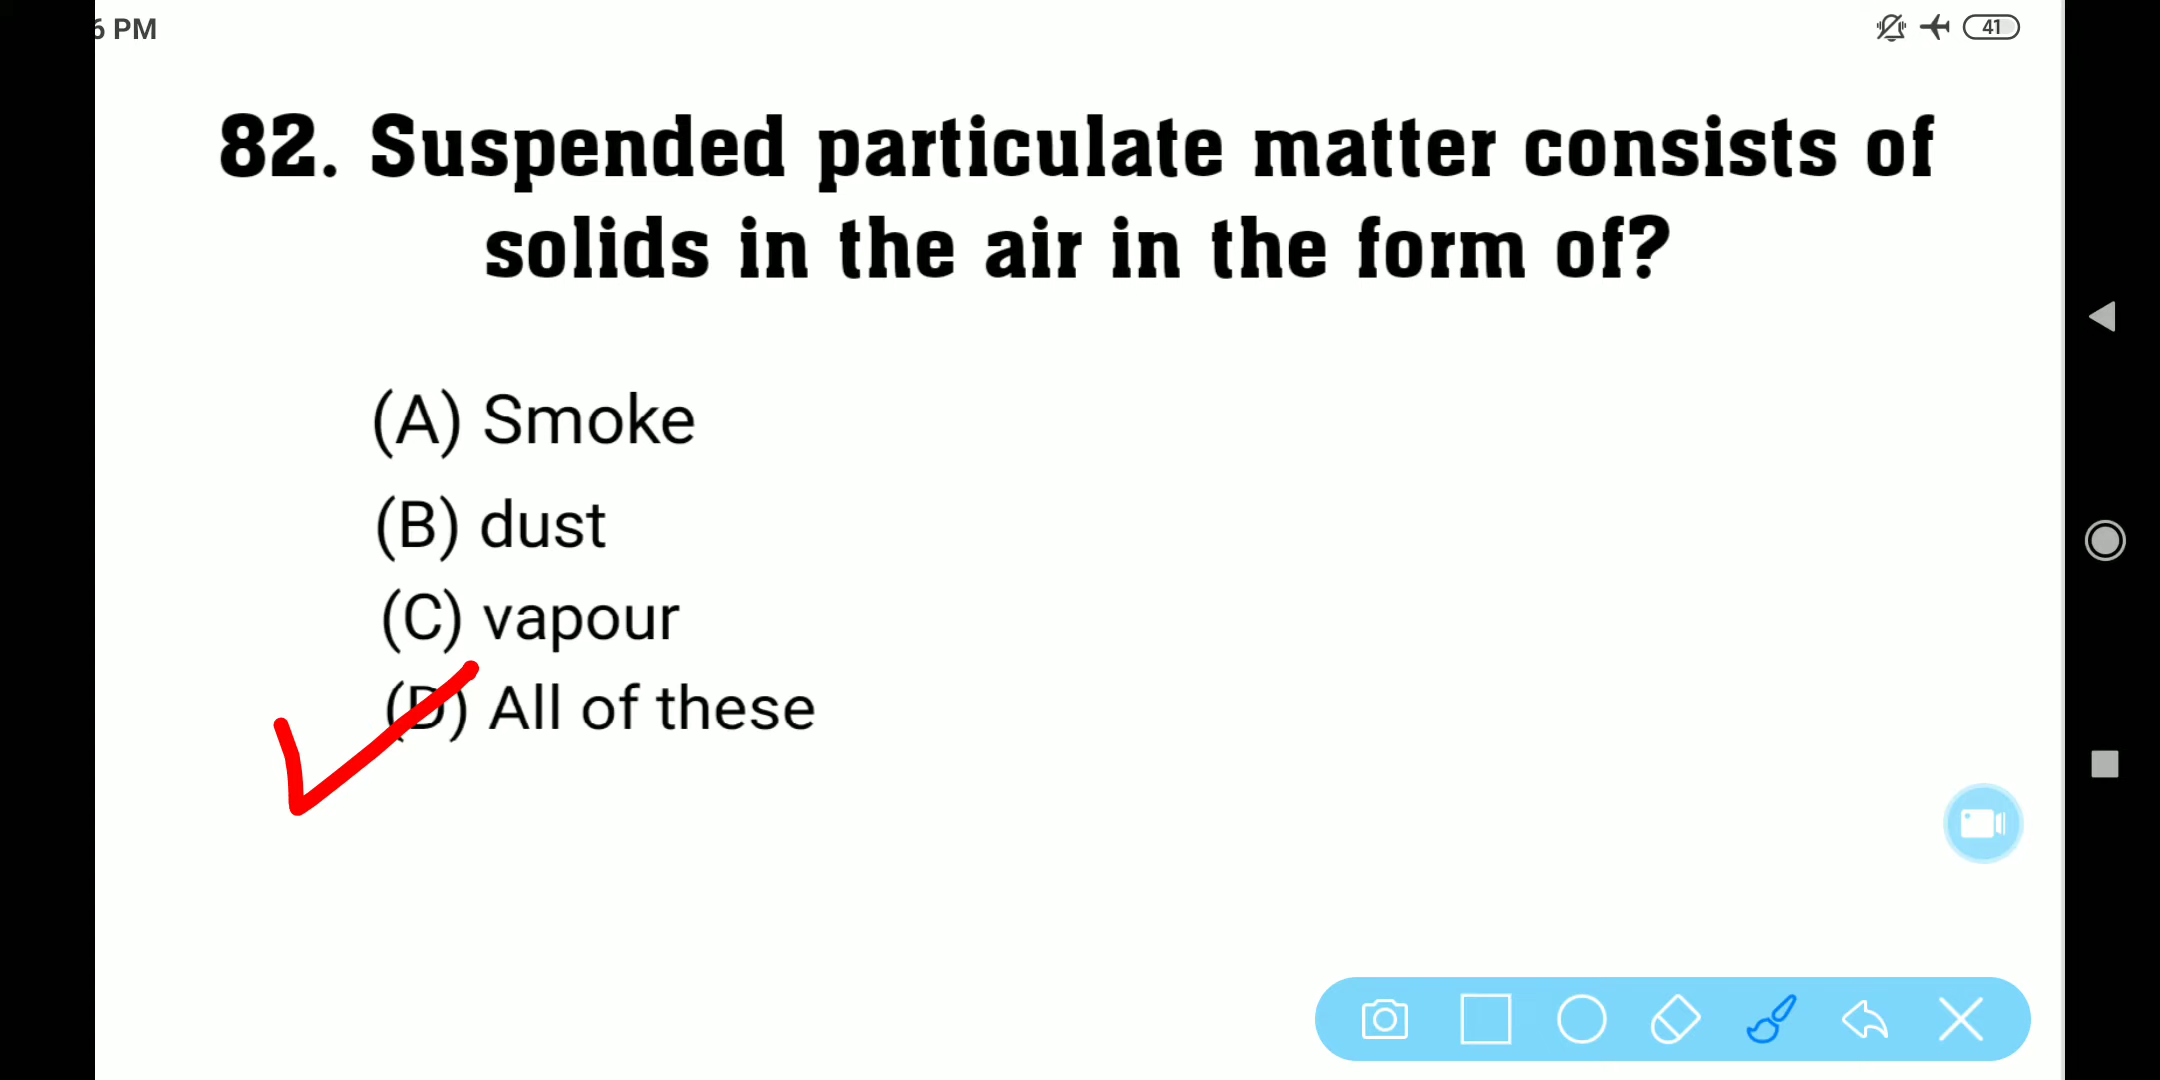 6 PM
41
82. Suspended particulate matter consists of
solids in the air in the form of?
(A) Smoke
(B) dust
(C) vapour
(D) All of these